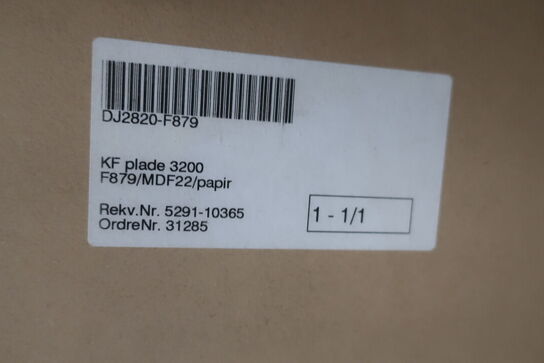 DJ2820-F879
KF plade 3200
F879/MDF22/papir
Rekv.Nr. 5291-10365
OrdreNr. 31285
1 - 1/1